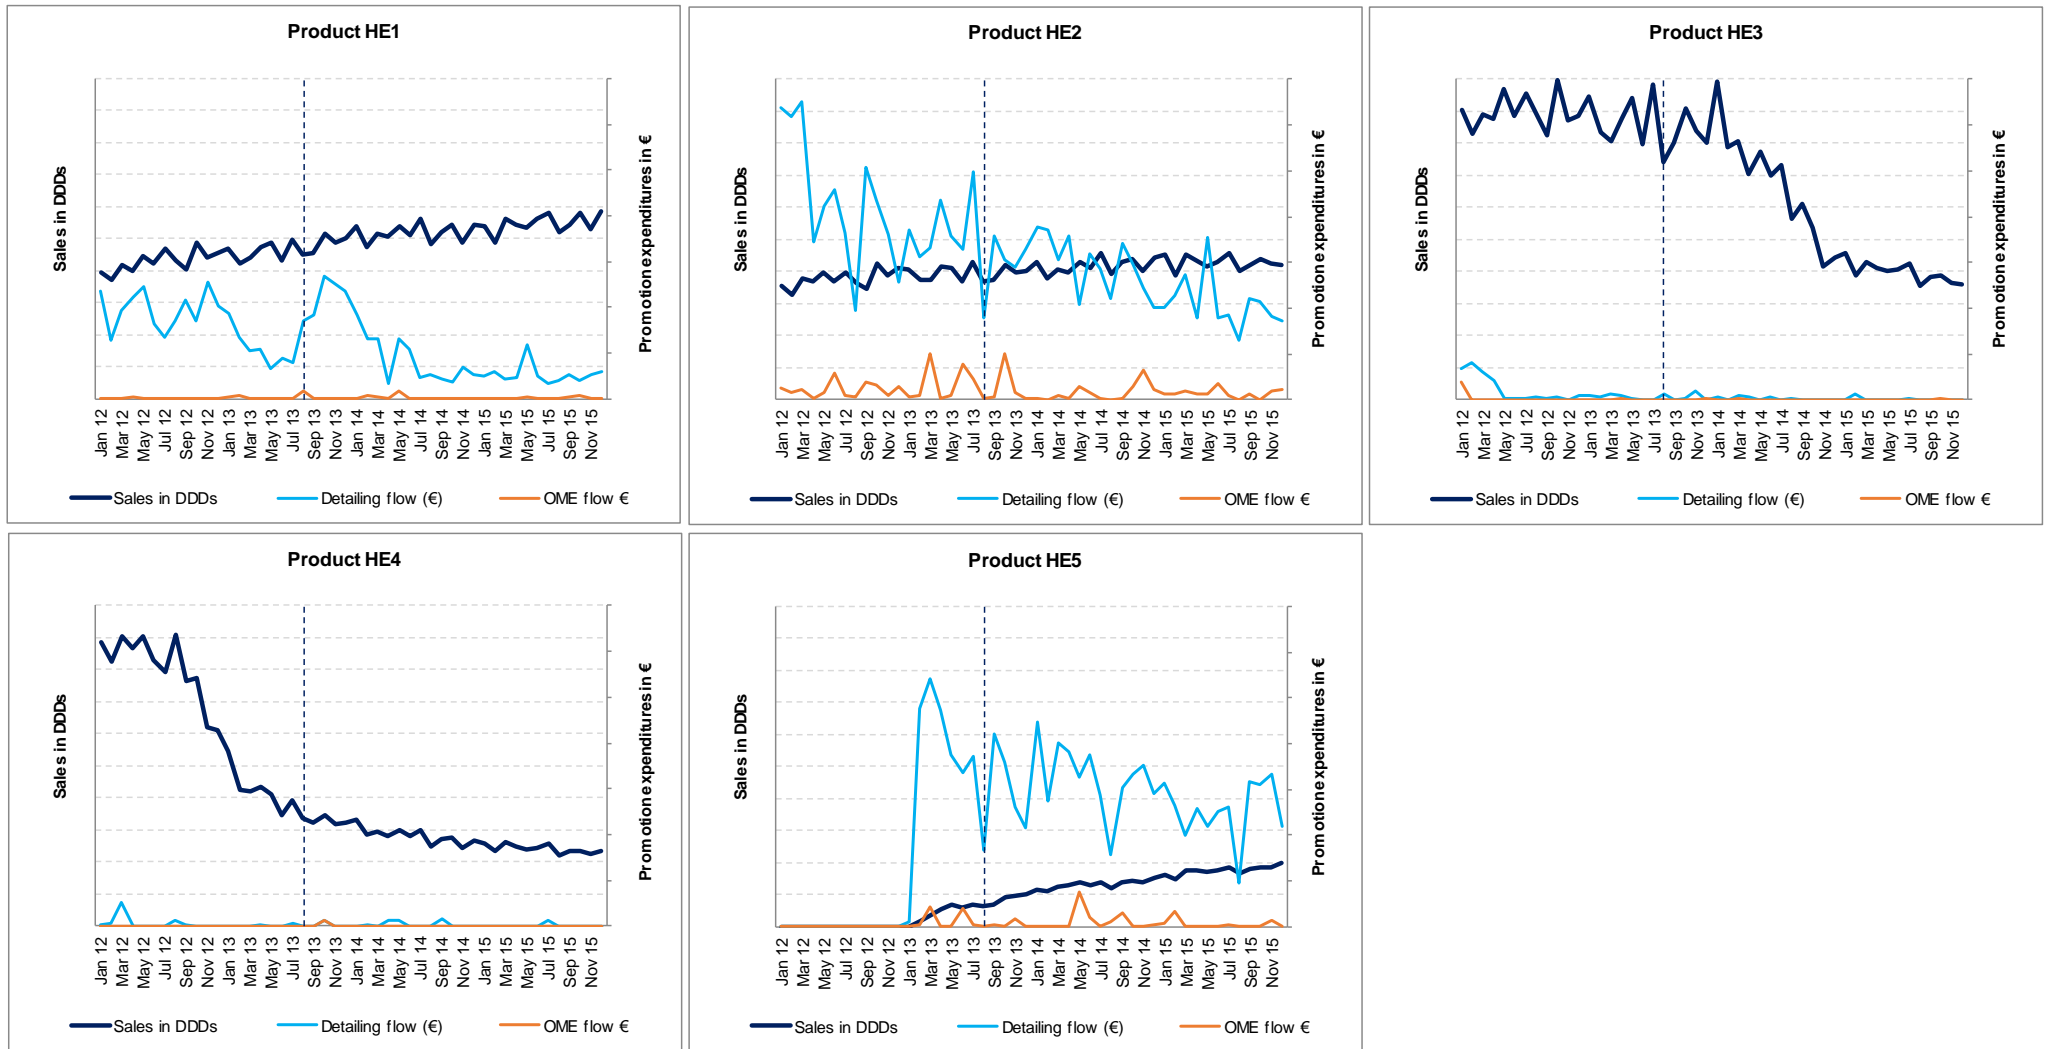 Product HE1
Sales in DDDs
Promotion expenditures in €
Jan 12
Mar 12
May 12
Jul 12
Sep 12
Nov 12
Jan 13
Mar 13
May 13
Jul 13
Sep 13
Nov 13
Jan 14
Mar 14
May 14
Jul 14
Sep 14
Nov 14
Jan 15
Mar 15
May 15
Jul 15
Sep 15
Nov 15
Sales in DDDs Detailing flow (€) OME flow €
Product HE2
Sales in DDDs
Promotion expenditures in €
Jan 12
Mar 12
May 12
Jul 12
Sep 12
Nov 12
Jan 13
Mar 13
May 13
Jul 13
Sep 13
Nov 13
Jan 14
Mar 14
May 14
Jul 14
Sep 14
Nov 14
Jan 15
Mar 15
May 15
Jul 15
Sep 15
Nov 15
Sales in DDDs Detailing flow (€) OME flow €
Product HE3
Sales in DDDs
Promotion expenditures in €
Jan 12
Mar 12
May 12
Jul 12
Sep 12
Nov 12
Jan 13
Mar 13
May 13
Jul 13
Sep 13
Nov 13
Jan 14
Mar 14
May 14
Jul 14
Sep 14
Nov 14
Jan 15
Mar 15
May 15
Jul 15
Sep 15
Nov 15
Sales in DDDs Detailing flow (€) OME flow €
Product HE4
Sales in DDDs
Promotion expenditures in €
Jan 12
Mar 12
May 12
Jul 12
Sep 12
Nov 12
Jan 13
Mar 13
May 13
Jul 13
Sep 13
Nov 13
Jan 14
Mar 14
May 14
Jul 14
Sep 14
Nov 14
Jan 15
Mar 15
May 15
Jul 15
Sep 15
Nov 15
Sales in DDDs Detailing flow (€) OME flow €
Product HE5
Sales in DDDs
Promotion expenditures in €
Jan 12
Mar 12
May 12
Jul 12
Sep 12
Nov 12
Jan 13
Mar 13
May 13
Jul 13
Sep 13
Nov 13
Jan 14
Mar 14
May 14
Jul 14
Sep 14
Nov 14
Jan 15
Mar 15
May 15
Jul 15
Sep 15
Nov 15
Sales in DDDs Detailing flow (€) OME flow €